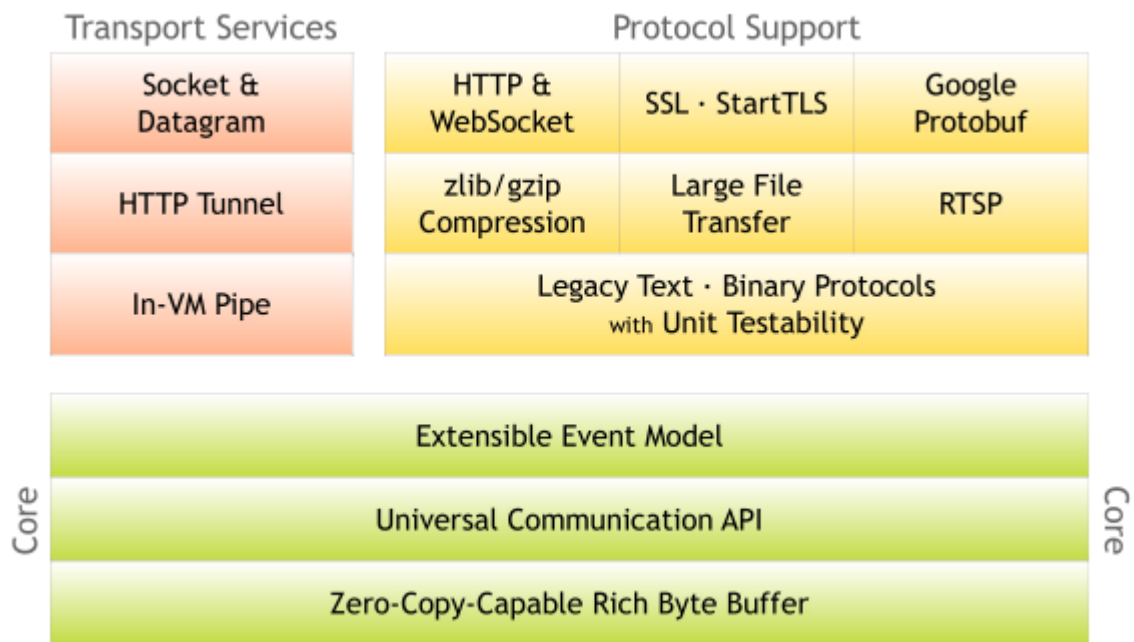 Transport Services
Protocol Support
Socket &
Datagram
HTTP Tunnel
In-VM Pipe
HTTP &
WebSocket
SSL · StartTLS
Google
Protobuf
zlib/gzip
Compression
Large File
Transfer
RTSP
Legacy Text · Binary Protocols
with Unit Testability
Core
Extensible Event Model
Universal Communication API
Zero-Copy-Capable Rich Byte Buffer
Core